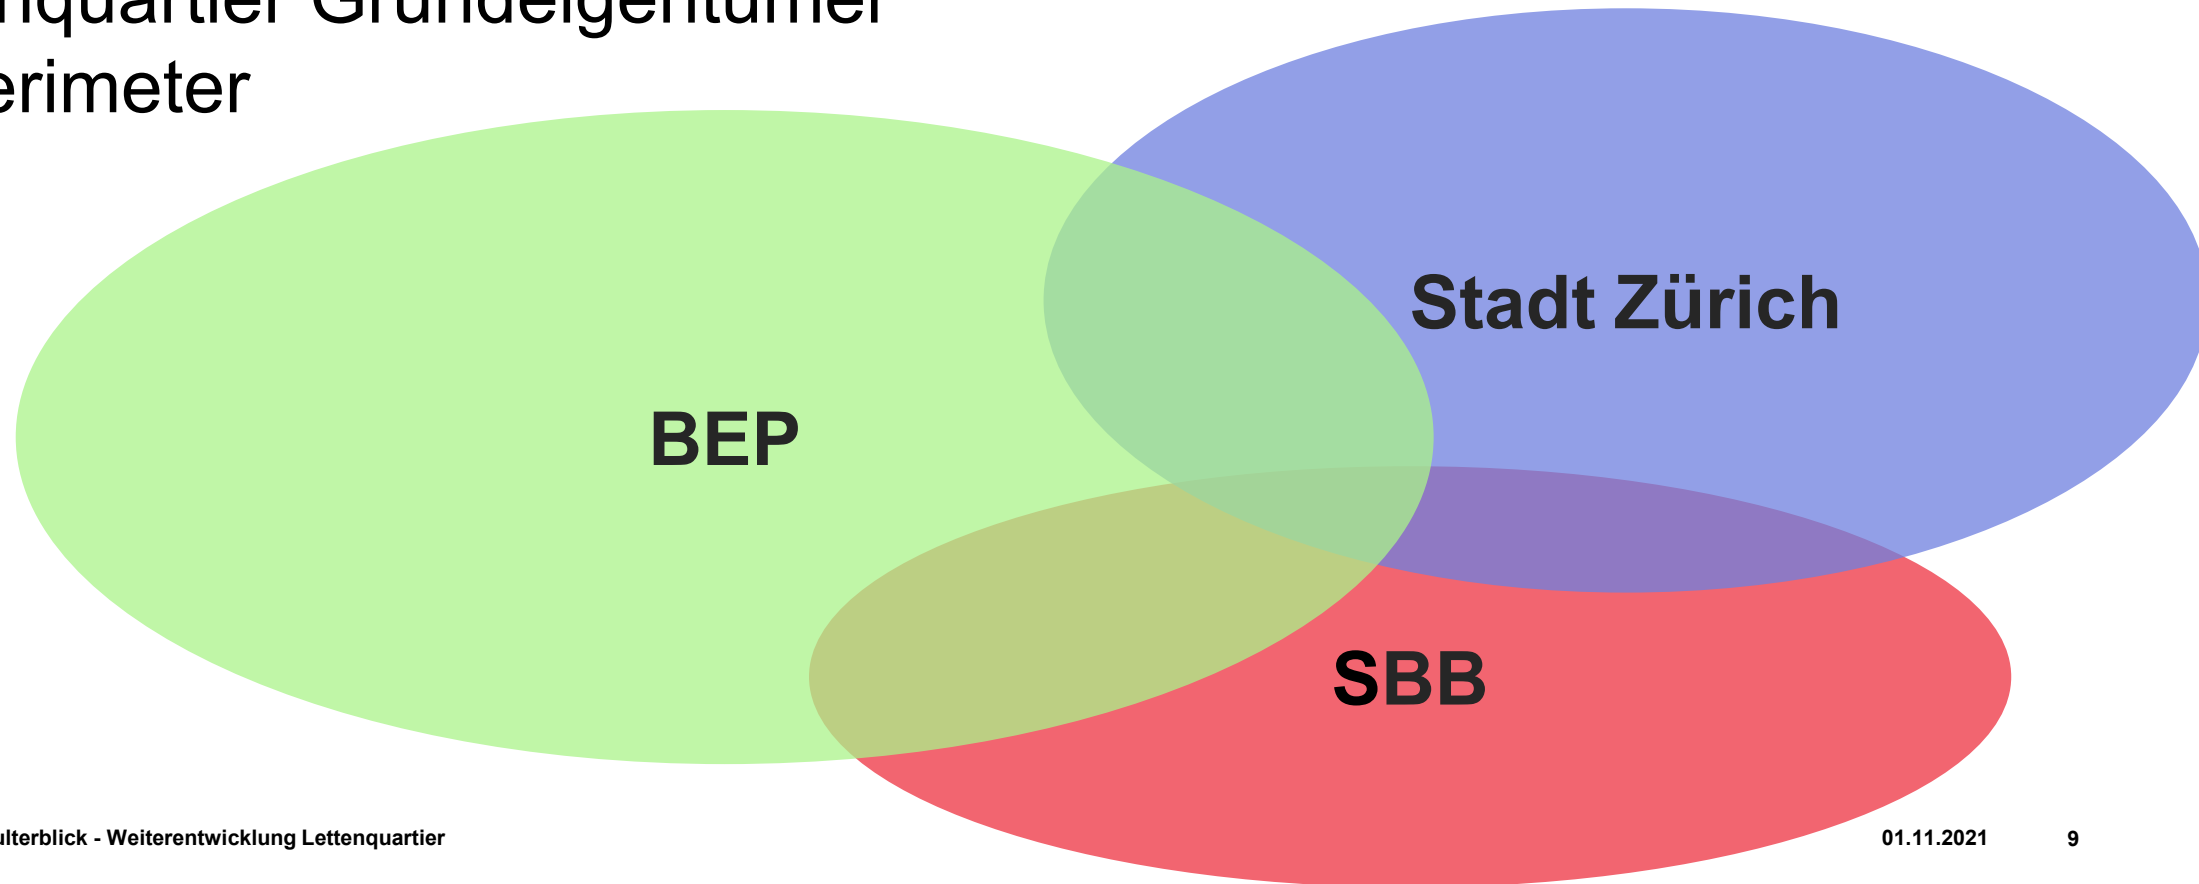 nquartier Grundeigentümer
erimeter
Stadt Zürich
BEP
SBB
ulterblick - Weiterentwicklung Lettenquartier
01.11.2021
9